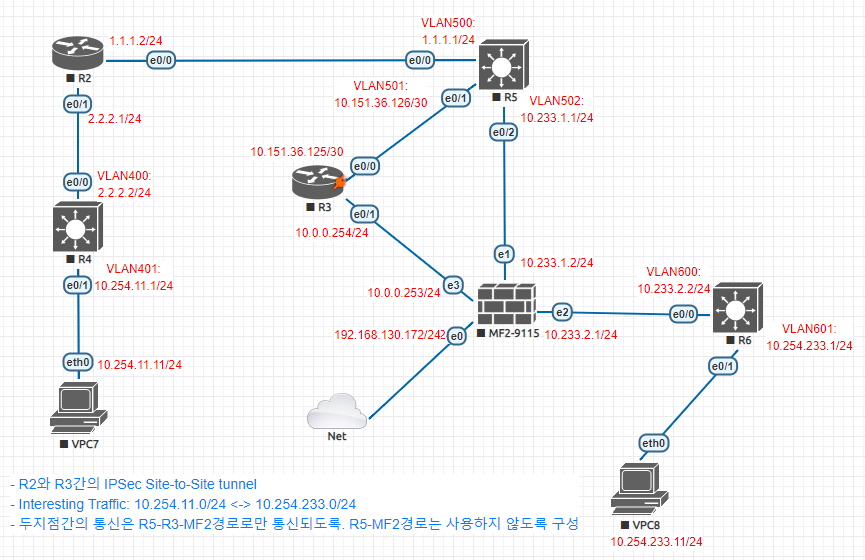 VLAN500:
1.1.1.2/24
1.1.1.1/24
e0/0
e0/0
R2
R5
VLAN501:
10.151.36.126/30
e0/1
VLAN502:
10.233.1.1/24
e0/1
2.2.2.1/24
e0/2
10.151.36.125/30
e0/0
VLAN400:
2.2.2.2/24
e0/0
R3
e0/1
10.0.0.254/24
R4
VLAN401:
10.254.11.1/24
e0/1
e1
10.233.1.2/24
VLAN600:
10.233.2.2/24
10.0.0.253/24
e3
e2
e0/0
192.168.130.172/242
e0
MF2-9115
10.233.2.1/24
VLAN601:
10.254.233.1/24
R6
eth0
10.254.11.11/24
e0/1
Net
VPC7
eth0
- R2와 R3간의 IPSec Site-to-Site tunnel
- Interesting Traffic: 10.254.11.0/24 <-> 10.254.233.0/24
- 두지점간의 통신은 R5-R3-MF2경로로만 통신되도록. R5-MF2경로는 사용하지 않도록 구성
VPC8
10.254.233.11/24